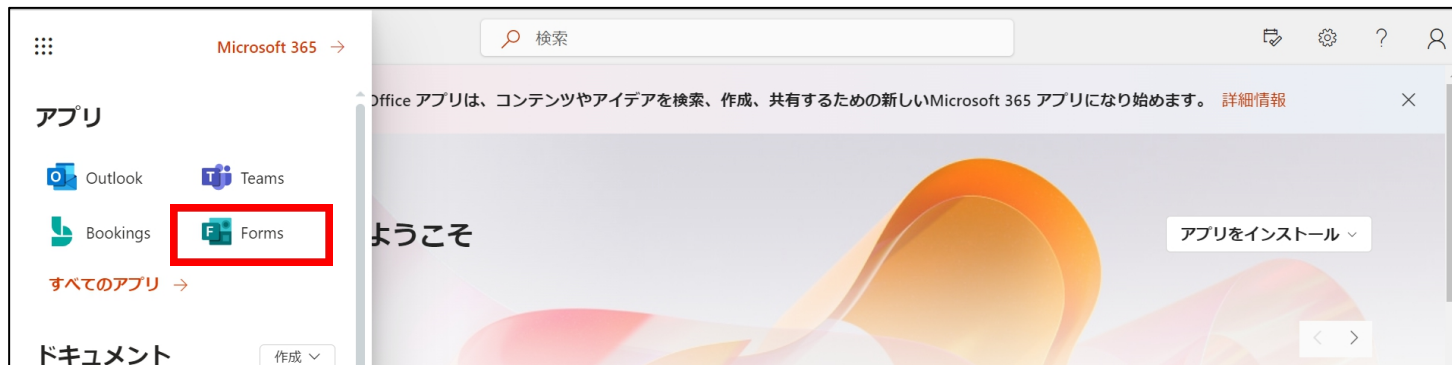 Microsoft 365 →
検索
?
Office アプリは、コンテンツやアイデアを検索、作成、共有するための新しいMicrosoft 365 アプリになり始めます。 詳細情報
アプリ
Outlook
Teams
Bookings
Forms
すべてのアプリ →
ようこそ
アプリをインストール
ドキュメント
作成